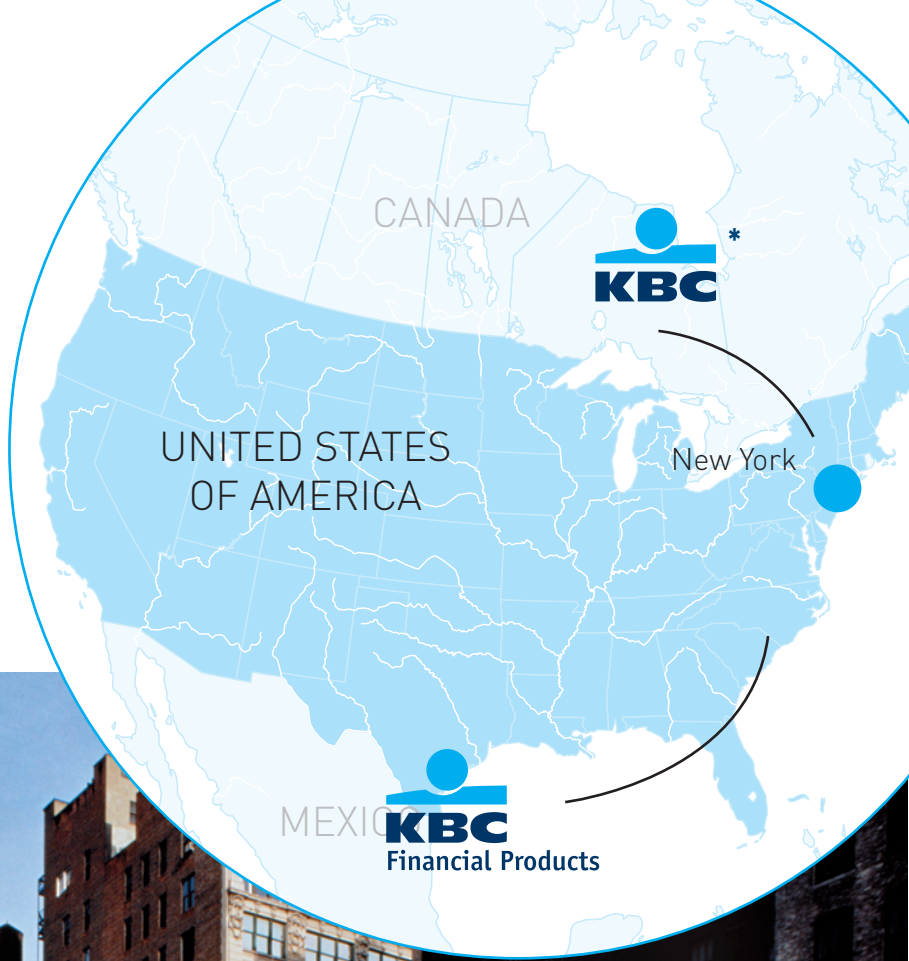 CANADA
KBC *
UNITED STATES
OF AMERICA
New York
MEXICO
KBC
Financial Products